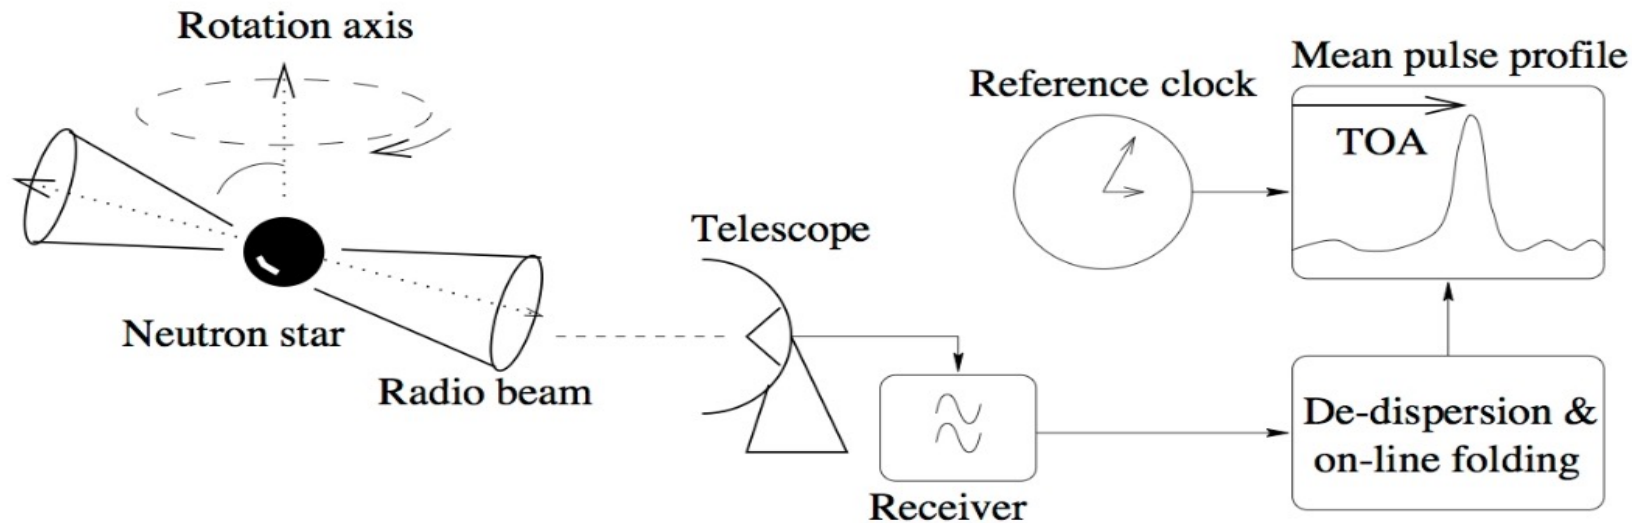 Rotation axis
Neutron star
Radio beam
Telescope
Receiver
Reference clock
Mean pulse profile
TOA
De-dispersion &
on-line folding